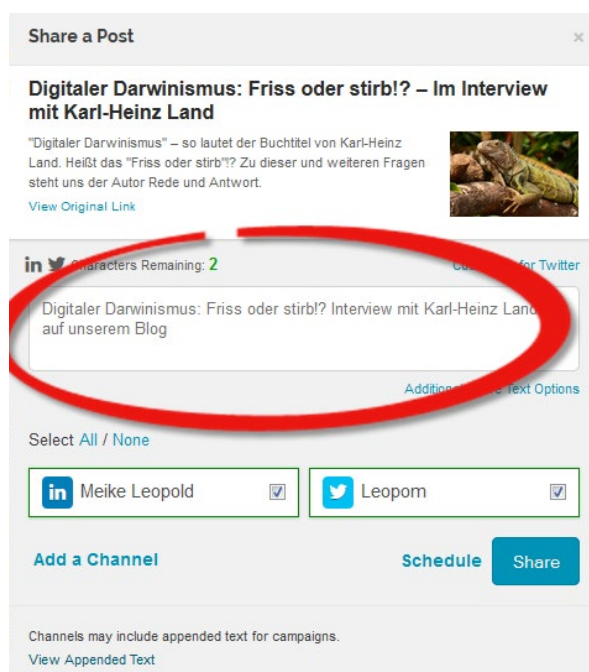 Share a Post ×
Digitaler Darwinismus: Friss oder stirb!? – Im Interview
mit Karl-Heinz Land
"Digitaler Darwinismus" – so lautet der Buchtitel von Karl-Heinz
Land. Heißt das "Friss oder stirb"!? Zu dieser und weiteren Fragen
steht uns der Autor Rede und Antwort.
View Original Link
in Characters Remaining: 2
for Twitter
Digitaler Darwinismus: Friss oder stirb!? Interview mit Karl-Heinz Land
auf unserem Blog
Text Options
Select All / None
in Meike Leopold
Leopom
Add a Channel
Schedule
Share
Channels may include appended text for campaigns.
View Appended Text